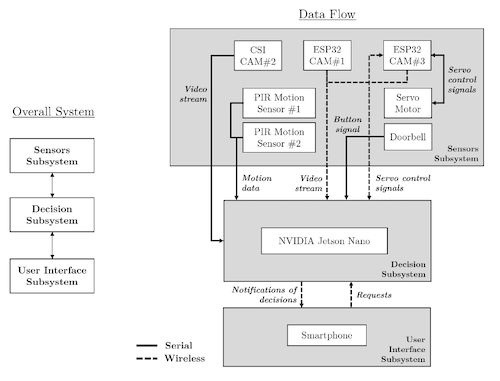 Data Flow
CSI
CAM#2
ESP32
CAM#1
ESP32
CAM#3
Video
stream
Servo
control
signals
PIR Motion
Sensor #1
Servo
Motor
Overall System
PIR Motion
Sensor #2
Button
signal
Doorbell
Sensors
Subsystem
Sensors
Subsystem
Motion
data
Video
stream
Servo control
signals
Decision
Subsystem
NVIDIA Jetson Nano
Decision
Subsystem
User Interface
Subsystem
Notifications of
decisions
Requests
Smartphone
User
Interface
Subsystem
Serial
Wireless